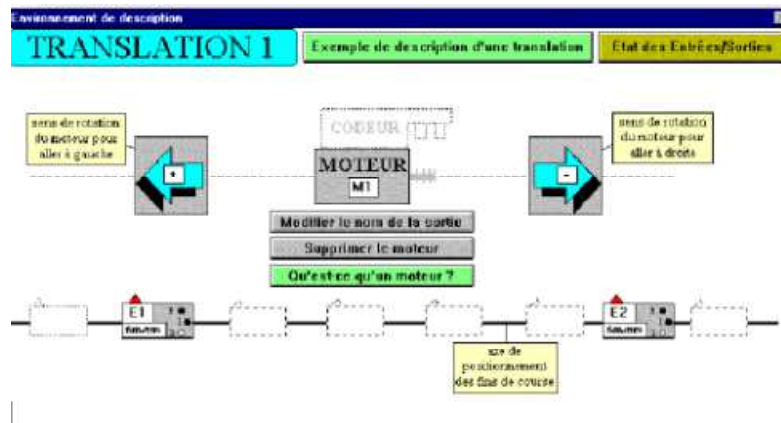 Environnement de description
TRANSLATION 1
Exemple de description d'une translation
Etat des Entrées/Sorties
sens de rotation
du moteur pour
aller à gauche
CODEUR
sens de rotation
du moteur pour
aller à droite
+
MOTEUR
M1
-
Modifier le nom de la sortie
Supprimer le moteur
Qu'est-ce qu'un moteur ?
E1
E2
axe de
positionnement
des fins de course